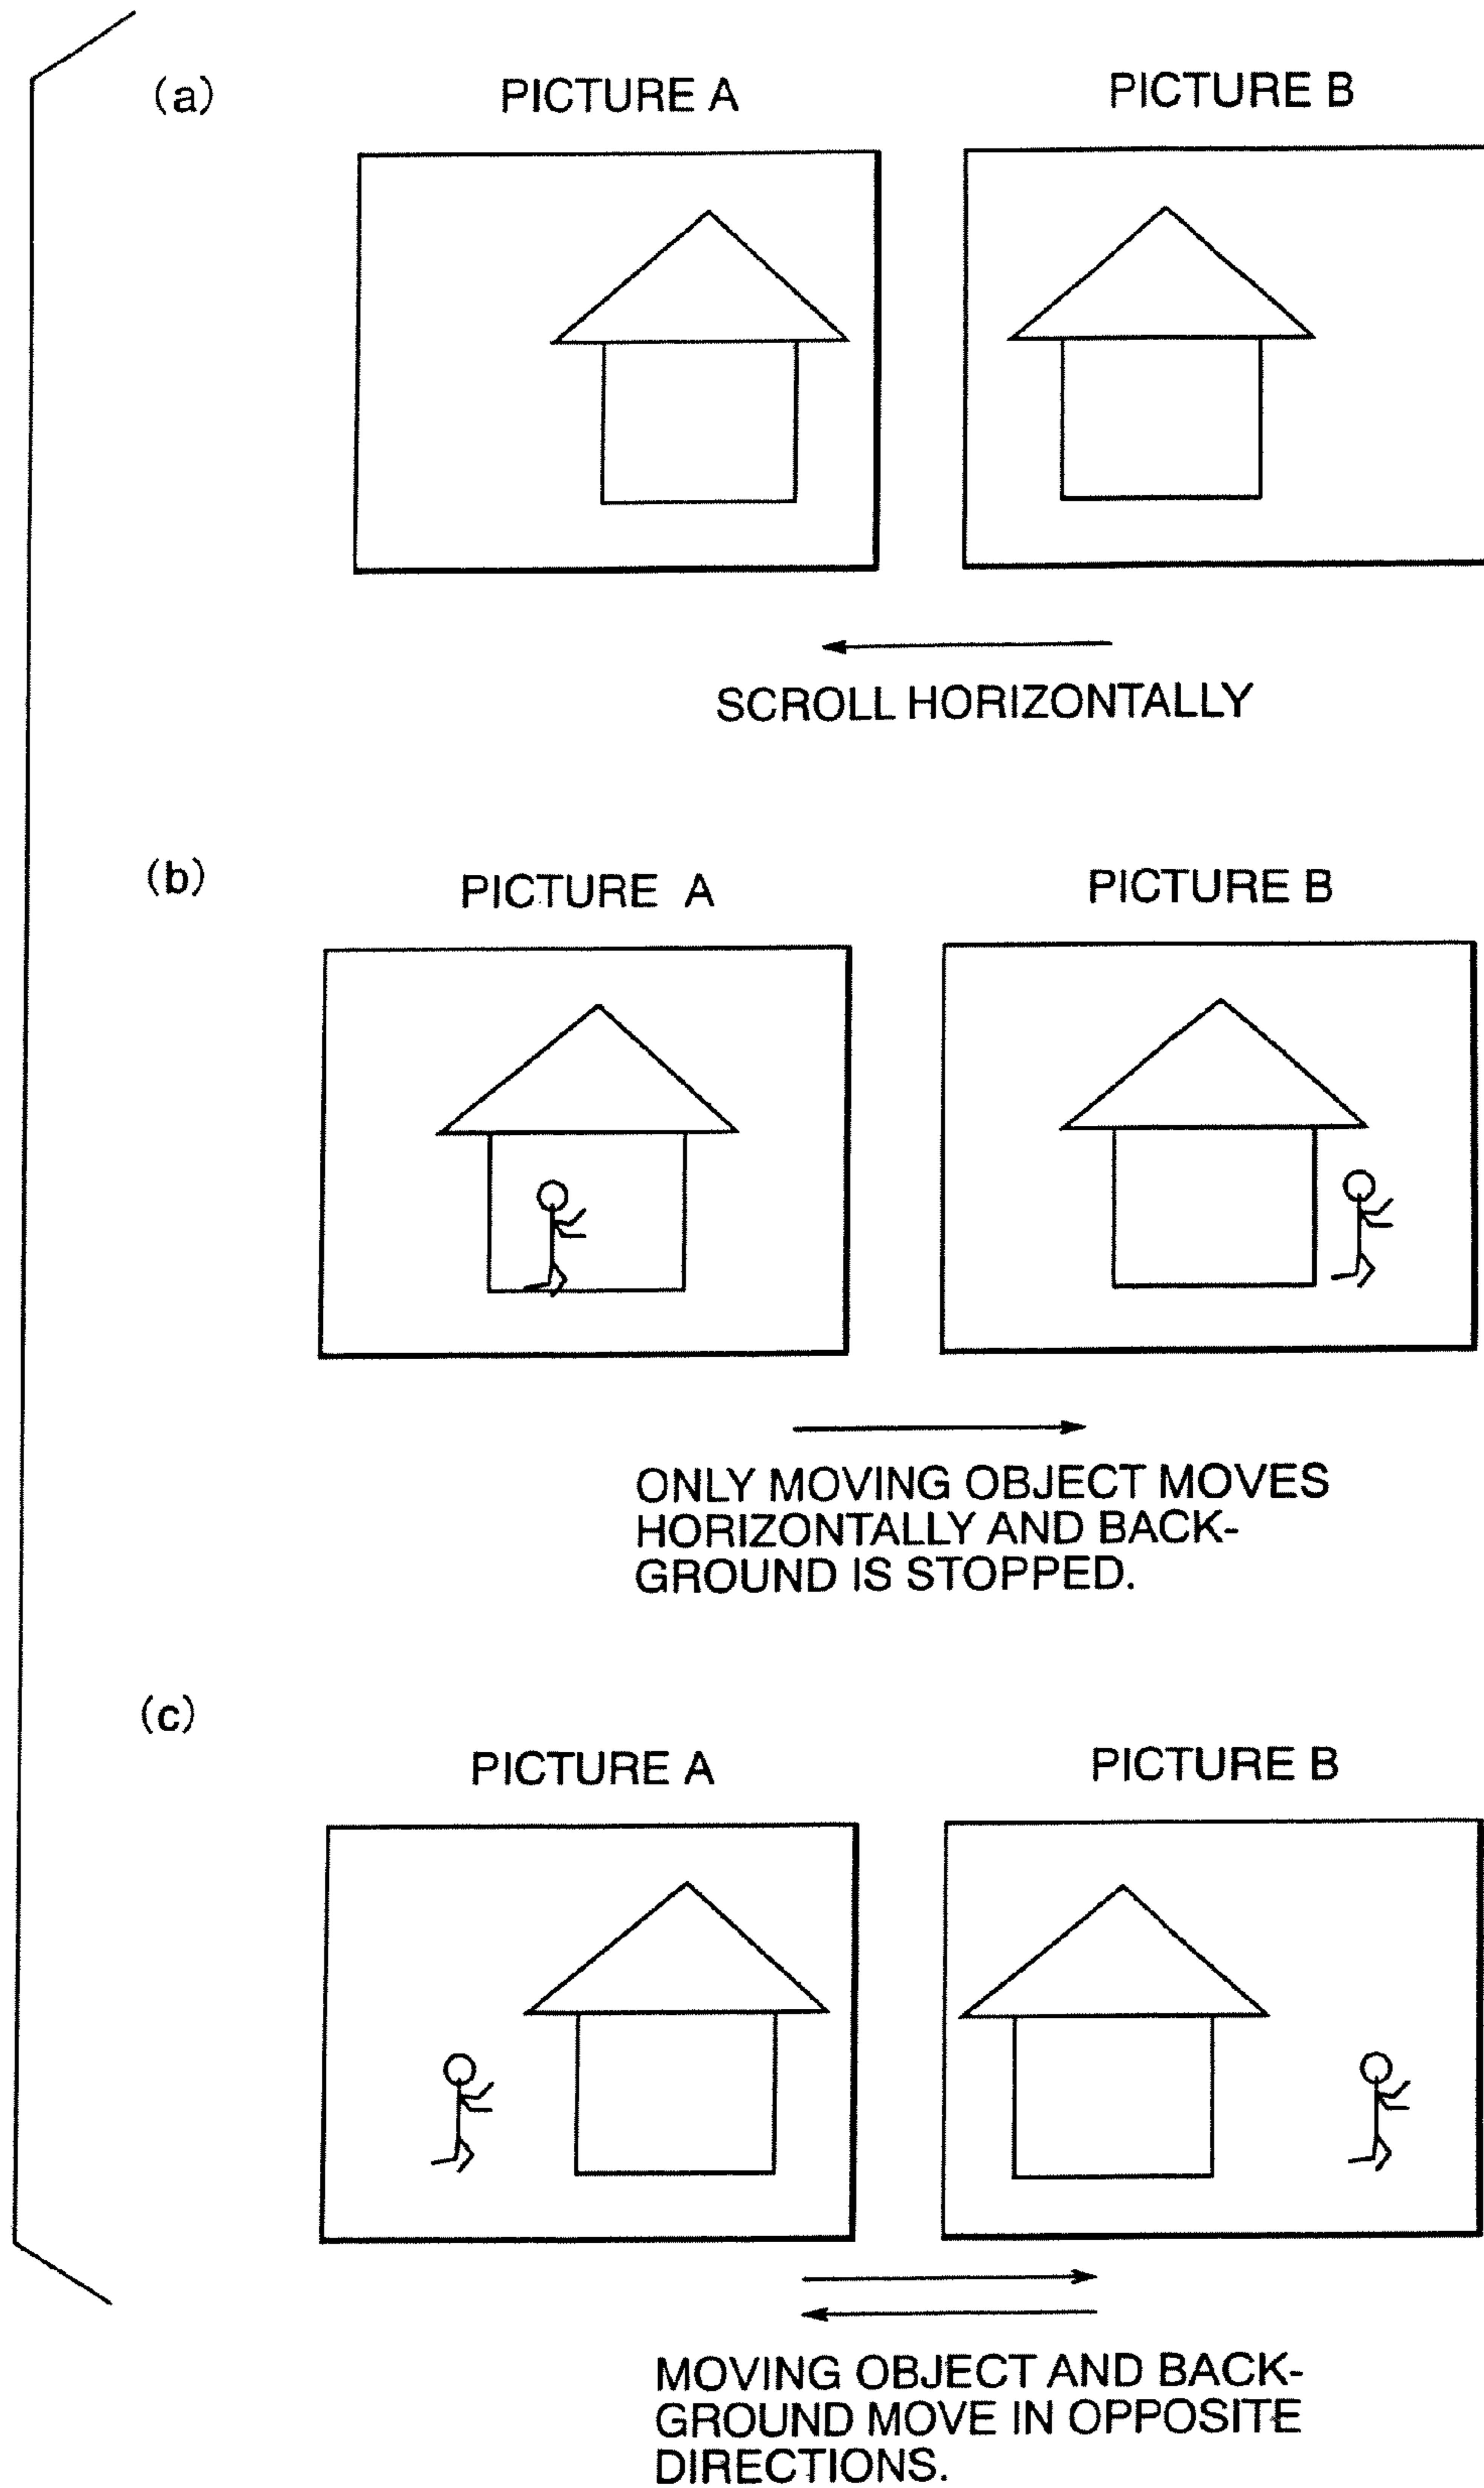 (a)
PICTURE A
PICTURE B
SCROLL HORIZONTALLY
(b)
PICTURE A
PICTURE B
ONLY MOVING OBJECT MOVES
HORIZONTALLY AND BACK-
GROUND IS STOPPED.
(c)
PICTURE A
PICTURE B
MOVING OBJECT AND BACK-
GROUND MOVE IN OPPOSITE
DIRECTIONS.